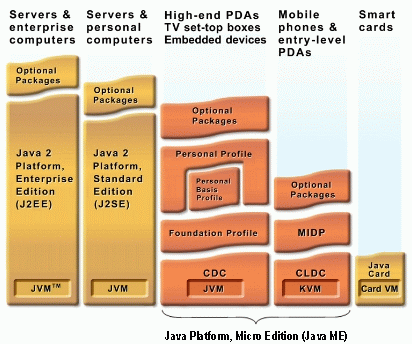 Servers &
enterprise
computers
Servers &
personal
computers
High-end PDAs
TV set-top boxes
Embedded devices
Mobile
phones &
entry-level
PDAs
Smart
cards
Optional
Packages
Java 2
Platform,
Enterprise
Edition
(J2EE)
JVM™
Optional
Packages
Java 2
Platform,
Standard
Edition
(J2SE)
JVM
Optional
Packages
Personal Profile
Personal
Basis
Profile
Foundation Profile
CDC
JVM
Optional
Packages
MIDP
CLDC
KVM
Java
Card
Card VM
Java Platform, Micro Edition (Java ME)